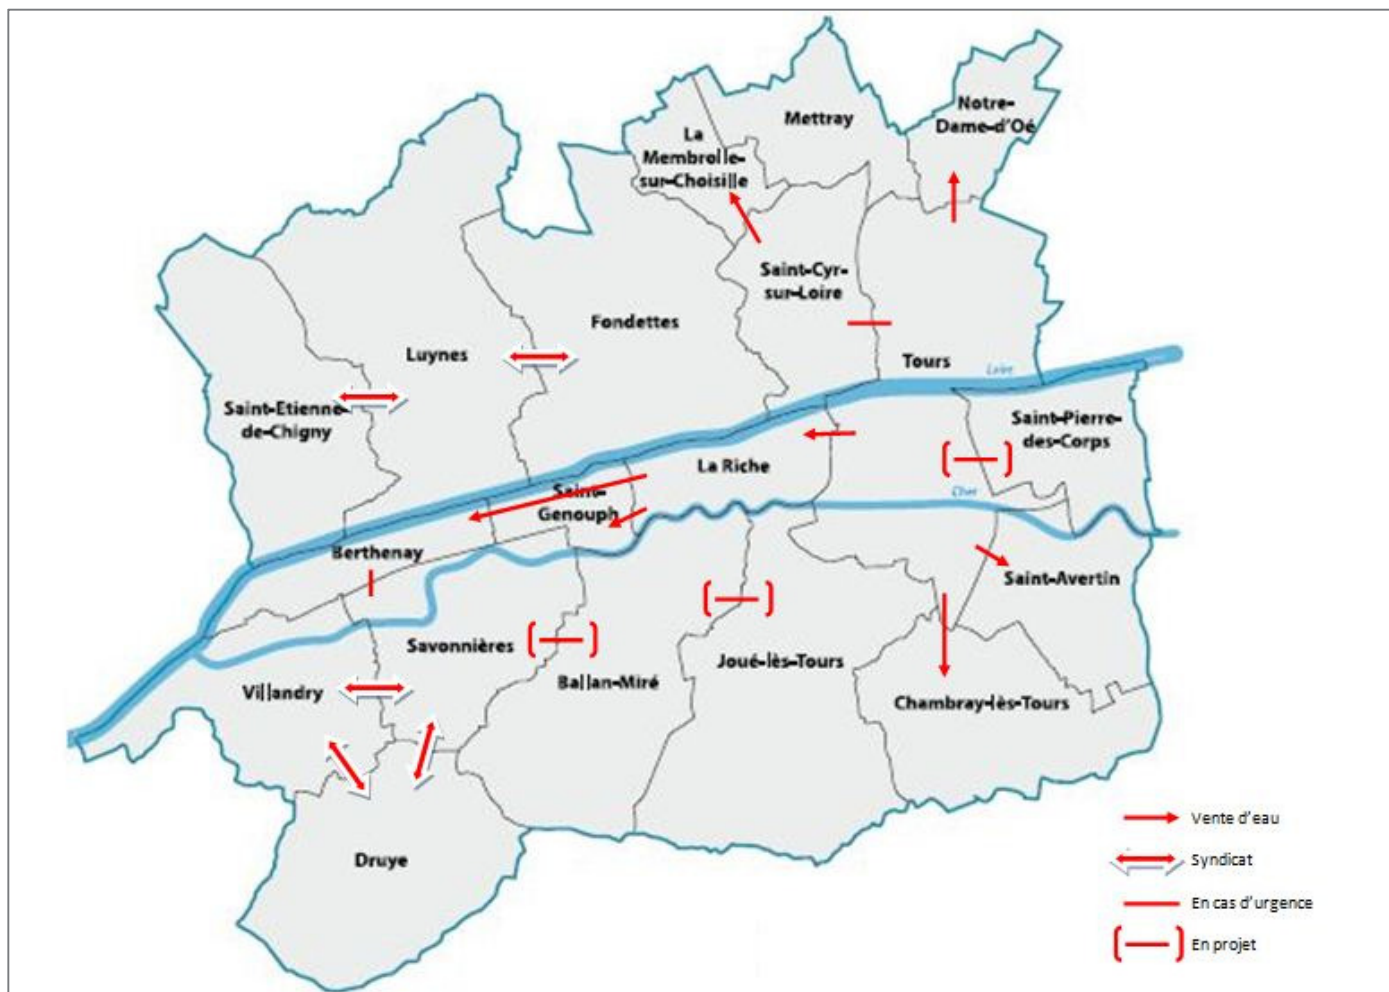 Notre-
Dame-d'Oé
Mettray
La
Membrolle-
sur-Choisille
Saint-Cyr-
sur-Loire
Fondettes
Luynes
Tours
Loire
Saint-Etienne-
de-Chigny
Saint-Pierre-
des-Corps
La Riche
Saint-
Genouph
Cher
Berthenay
Saint-Avertin
Savonnières
Joué-lès-Tours
Ballan-Miré
Villandry
Chambray-lès-Tours
Druye
Vente d'eau
Syndicat
En cas d'urgence
En projet